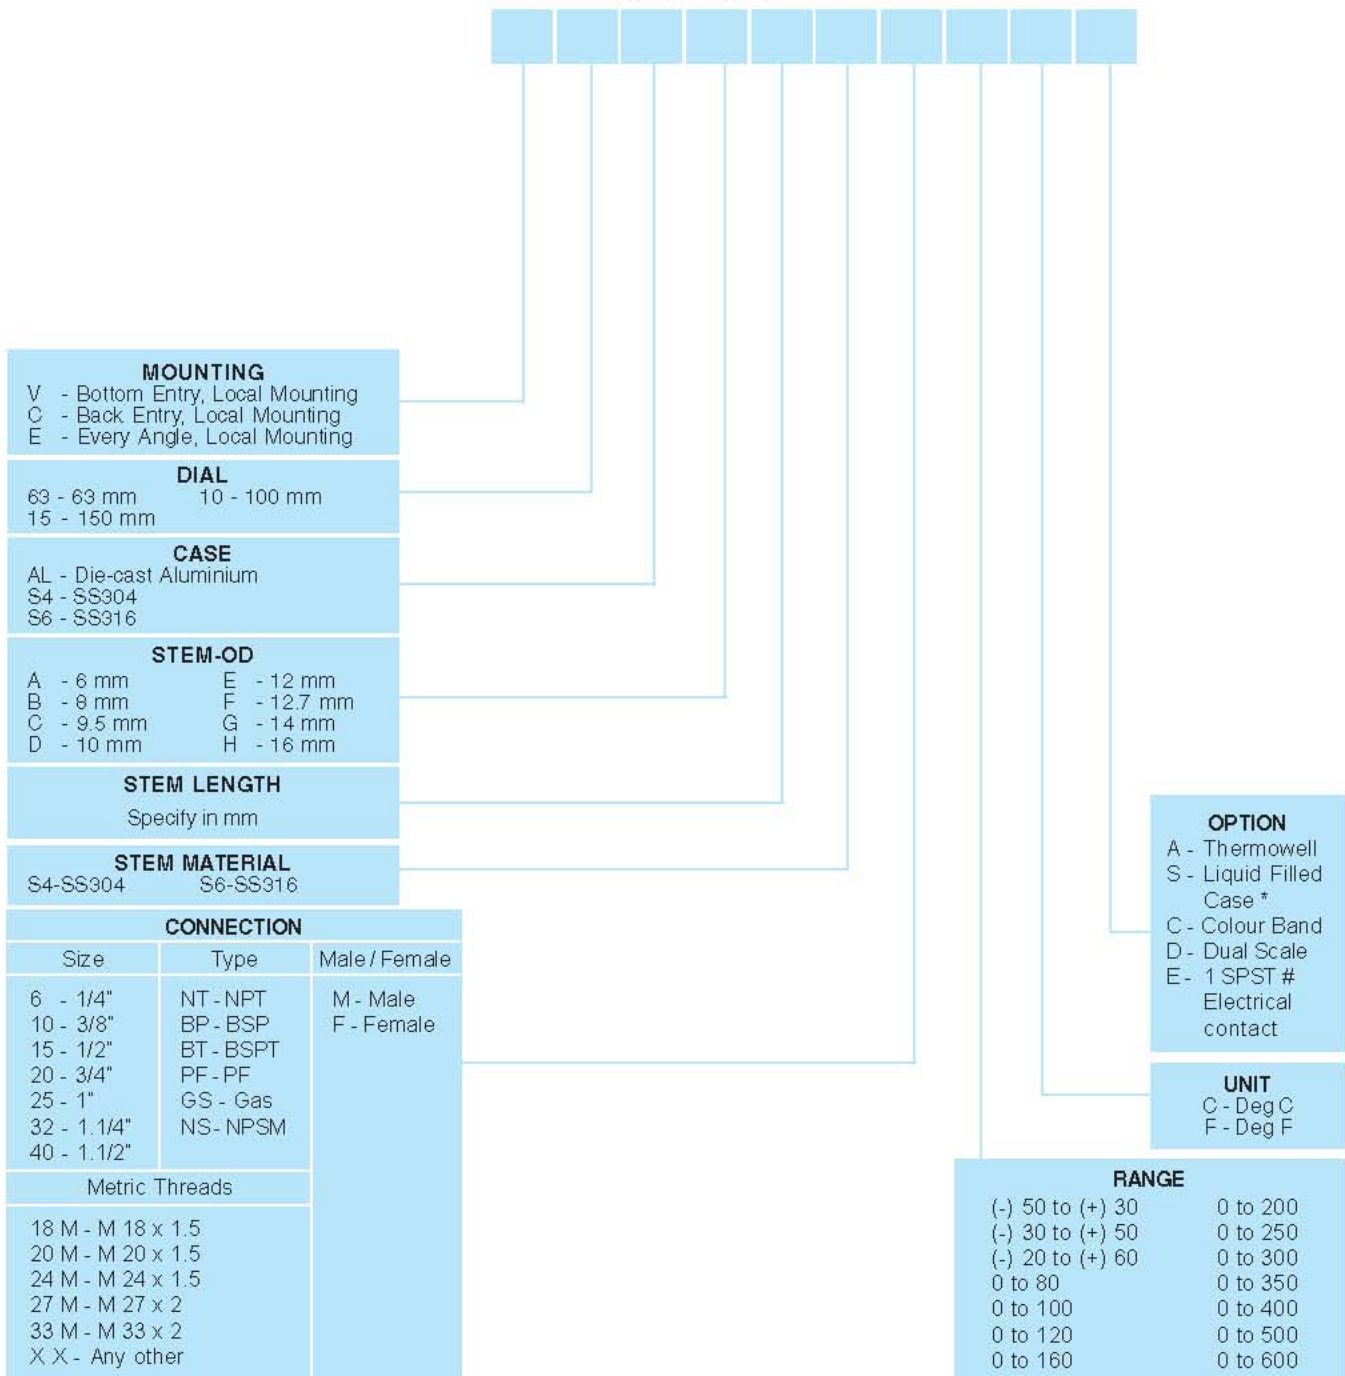 MOUNTING
V - Bottom Entry, Local Mounting
C - Back Entry, Local Mounting
E - Every Angle, Local Mounting
DIAL
63 - 63 mm 10 - 100 mm
15 - 150 mm
CASE
AL - Die-cast Aluminium
S4 - SS304
S6 - SS316
STEM-OD
A - 6 mm E - 12 mm
B - 8 mm F - 12.7 mm
C - 9.5 mm G - 14 mm
D - 10 mm H - 16 mm
STEM LENGTH
Specify in mm
STEM MATERIAL
S4-SS304 S6-SS316
CONNECTION
Size Type Male / Female
6 - 1/4" NT - NPT M - Male
10 - 3/8" BP - BSP F - Female
15 - 1/2" BT - BSPT
20 - 3/4" PF - PF
25 - 1" GS - Gas
32 - 1.1/4" NS- NPSM
40 - 1.1/2"
Metric Threads
18 M - M 18 x 1.5
20 M - M 20 x 1.5
24 M - M 24 x 1.5
27 M - M 27 x 2
33 M - M 33 x 2
X X - Any other
OPTION
A - Thermowell
S - Liquid Filled
Case *
C - Colour Band
D - Dual Scale
E - 1 SPST #
Electrical
contact
UNIT
C - Deg C
F - Deg F
RANGE
(-) 50 to (+) 30 0 to 200
(-) 30 to (+) 50 0 to 250
(-) 20 to (+) 60 0 to 300
0 to 80 0 to 350
0 to 100 0 to 400
0 to 120 0 to 500
0 to 160 0 to 600